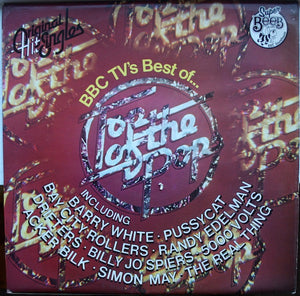 Original
Hit Singles
Super
BEEB
BBC TV's Best of...
Top
of the
Pops
INCLUDING
BARRY WHITE · PUSSYCAT
BAY CITY ROLLERS · RANDY EDELMAN
DRIFTERS · BILLY JO SPIERS · 5000 VOLTS
ACKER BILK · SIMON MAY · THE REAL THING